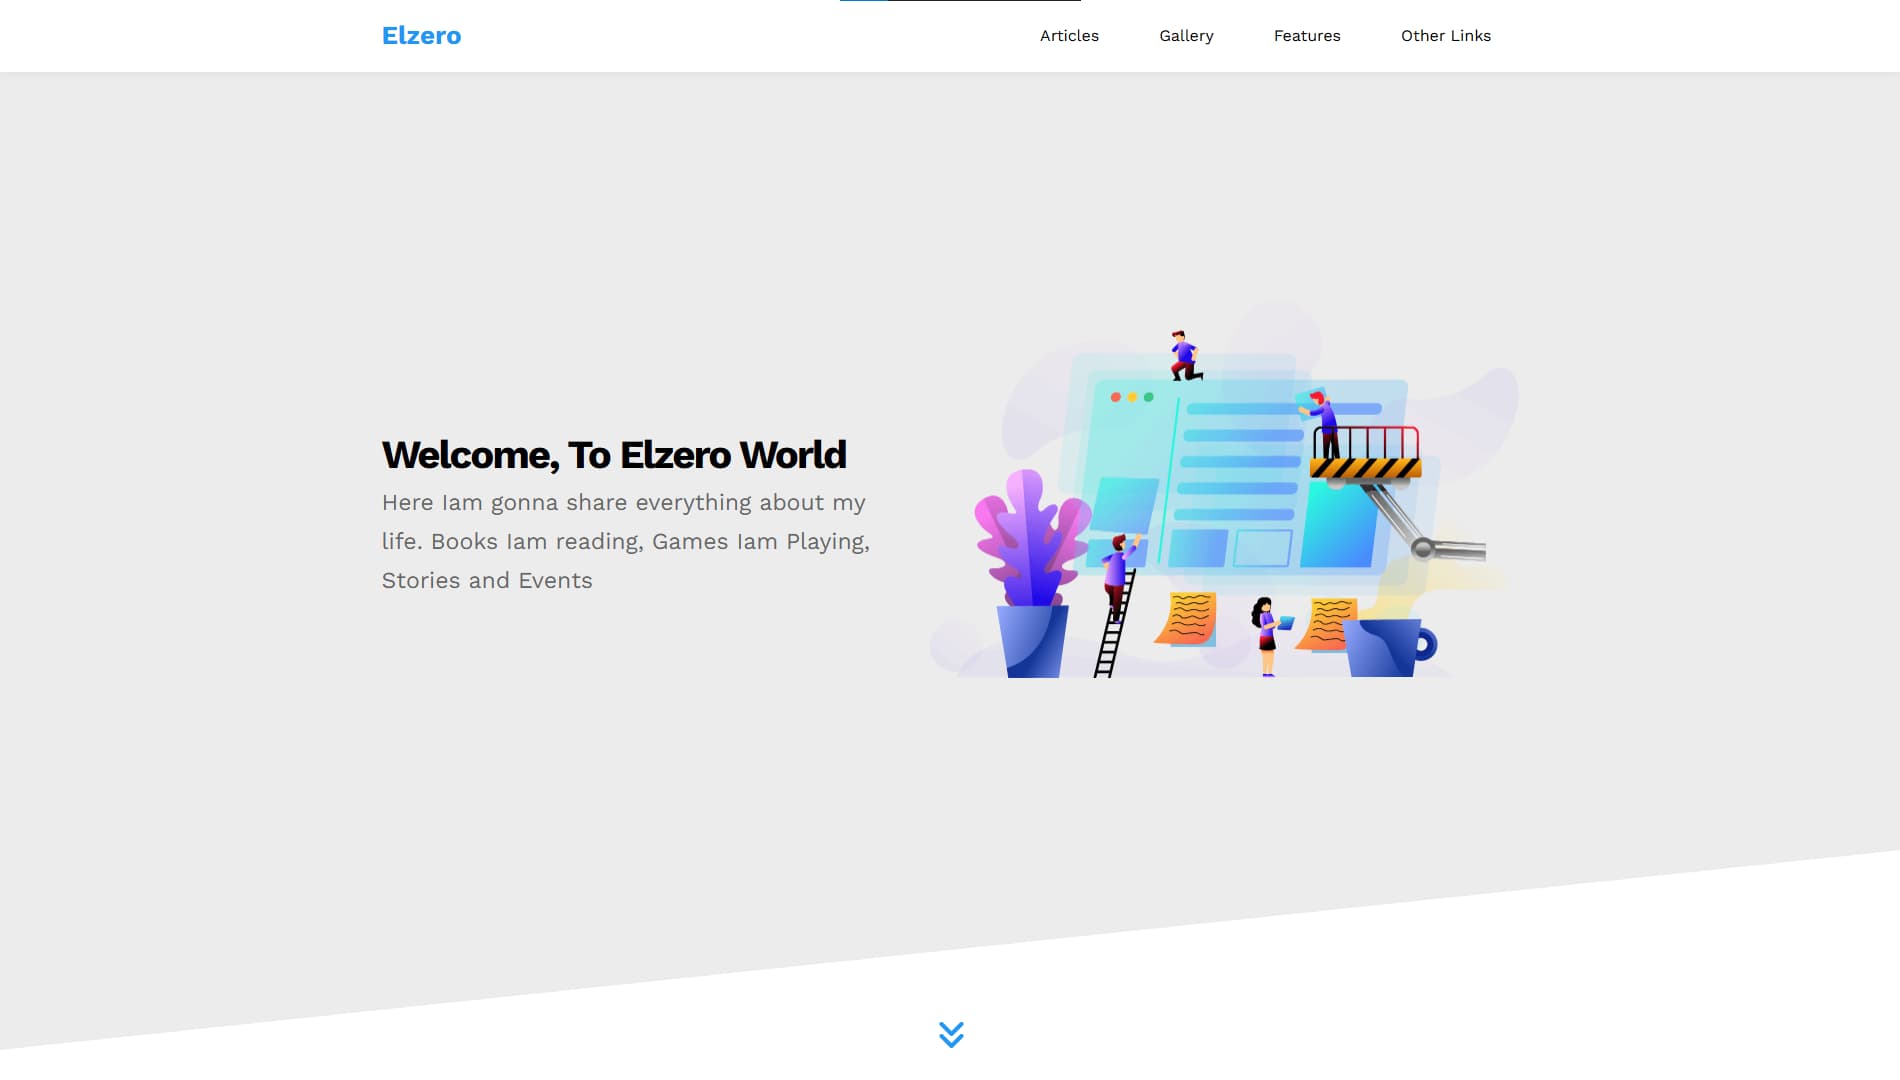 Elzero
Articles
Gallery
Features
Other Links
Welcome, To Elzero World
Here Iam gonna share everything about my
life. Books Iam reading, Games Iam Playing,
Stories and Events